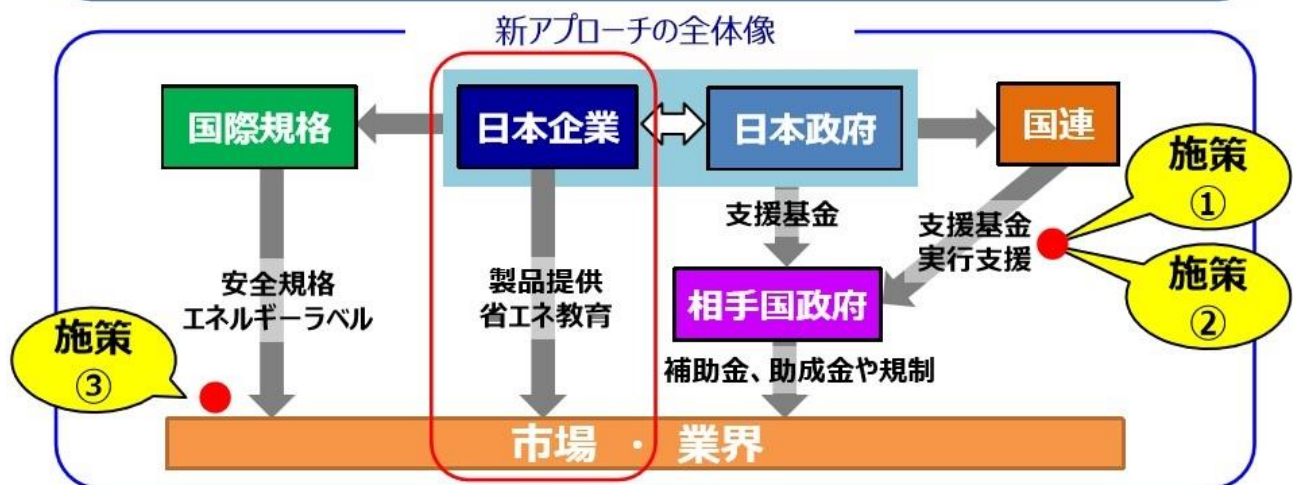 新アプローチの全体像
国際規格
日本企業
日本政府
国連
施策
①
支援基金
支援基金
実行支援
施策
②
安全規格
エネルギーラベル
製品提供
省エネ教育
相手国政府
施策
③
補助金、助成金や規制
市場 ・ 業界